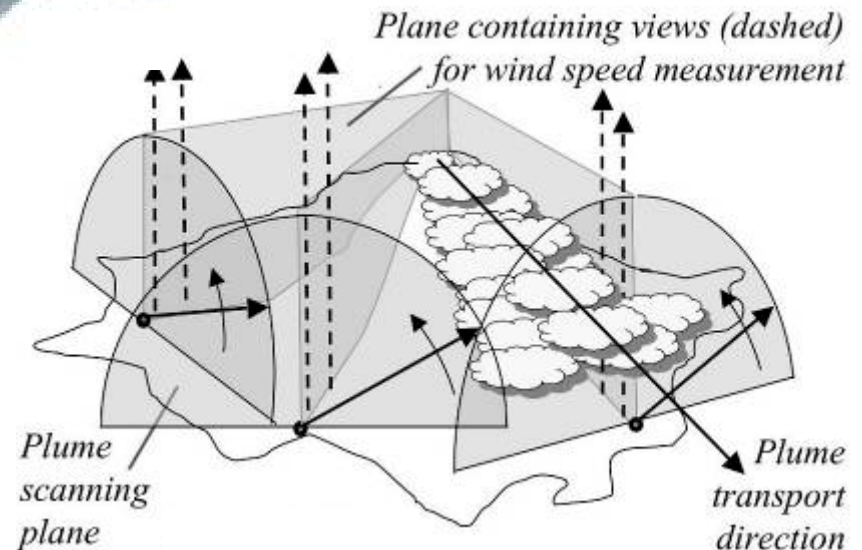 Plane containing views (dashed)
for wind speed measurement
Plume
scanning
plane
Plume
transport
direction